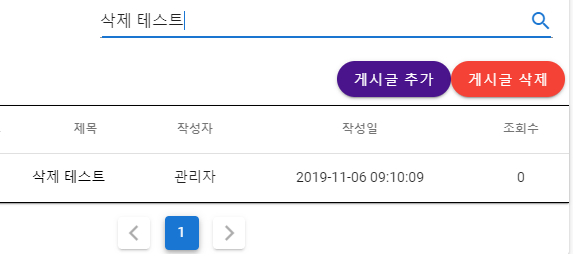 삭제 테스트
게시글 추가 게시글 삭제
제목 작성자 작성일 조회수
삭제 테스트 관리자 2019-11-06 09:10:09 0
1